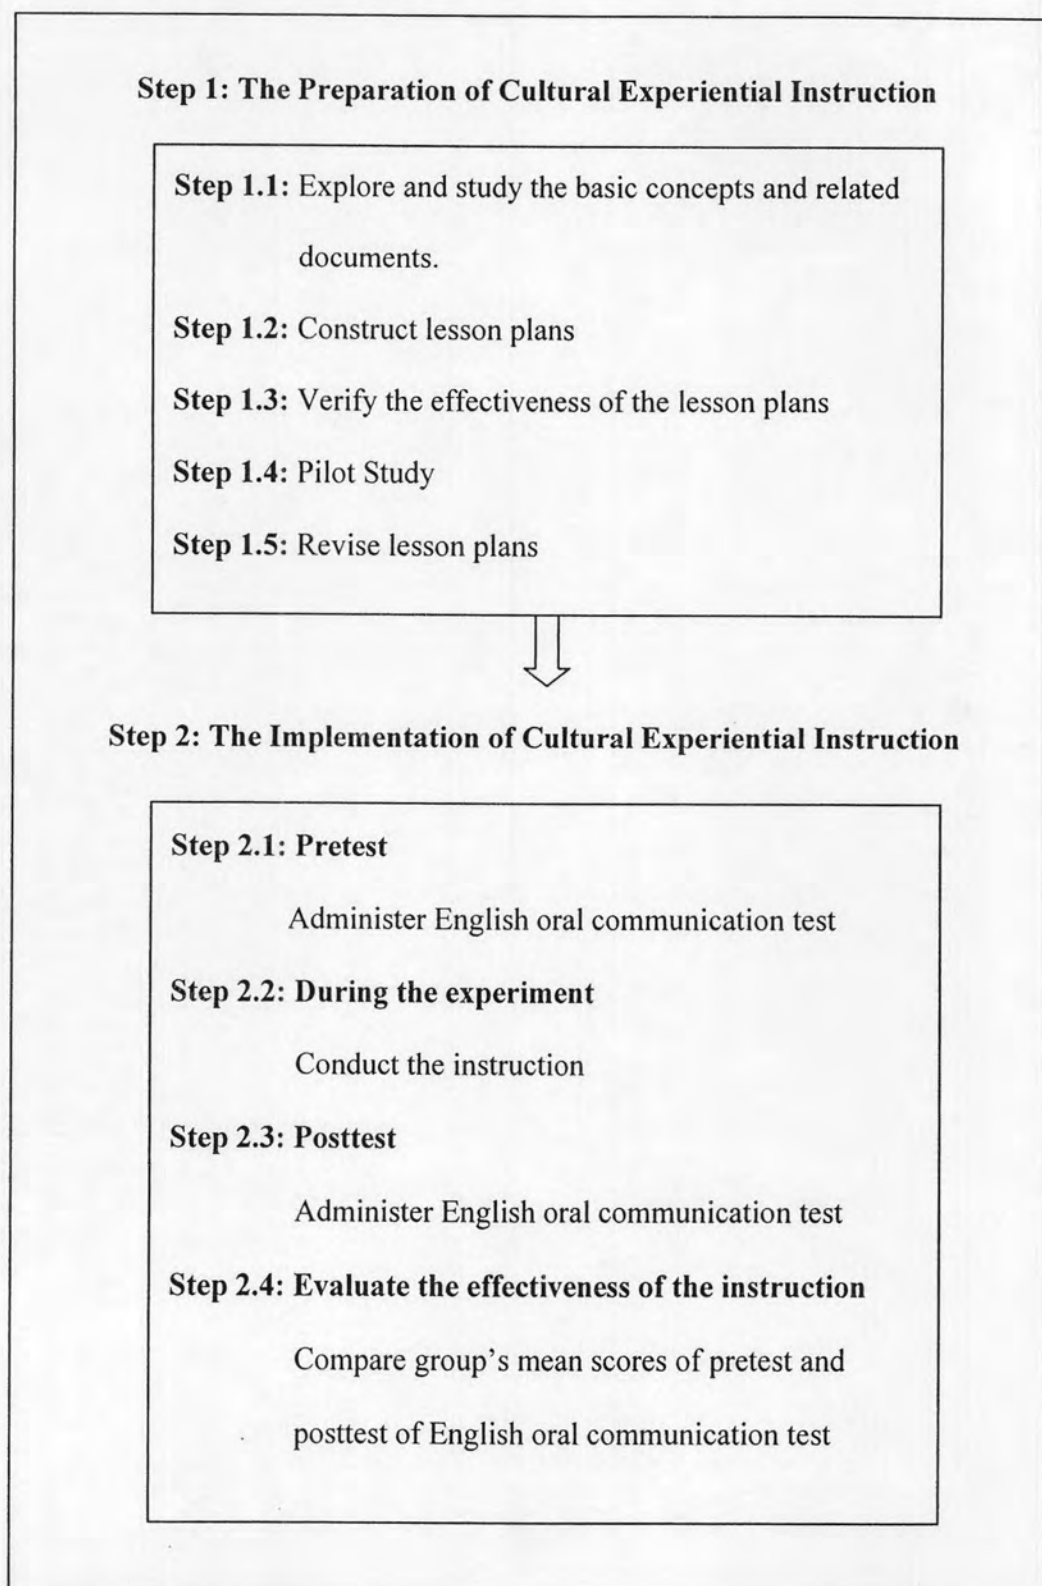 Step 1: The Preparation of Cultural Experiential Instruction
Step 1.1: Explore and study the basic concepts and related
documents.
Step 1.2: Construct lesson plans
Step 1.3: Verify the effectiveness of the lesson plans
Step 1.4: Pilot Study
Step 1.5: Revise lesson plans
Step 2: The Implementation of Cultural Experiential Instruction
Step 2.1: Pretest
Administer English oral communication test
Step 2.2: During the experiment
Conduct the instruction
Step 2.3: Posttest
Administer English oral communication test
Step 2.4: Evaluate the effectiveness of the instruction
Compare group's mean scores of pretest and
posttest of English oral communication test